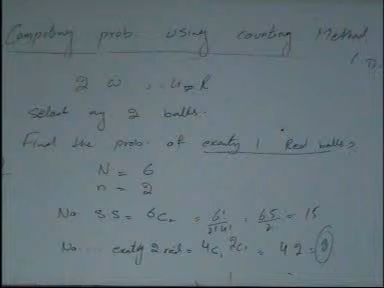 Computing prob. using counting Method
2 W , 4 R
Select any 2 balls.
Find the prob. of exactly 1 Red balls
N = 6
n = 2
No. S.S = 6C2 = 6! / 2!4! = 6 5 / 2 = 15
No. exactly 2 red = 4C1 2C1 = 4 2 = 8